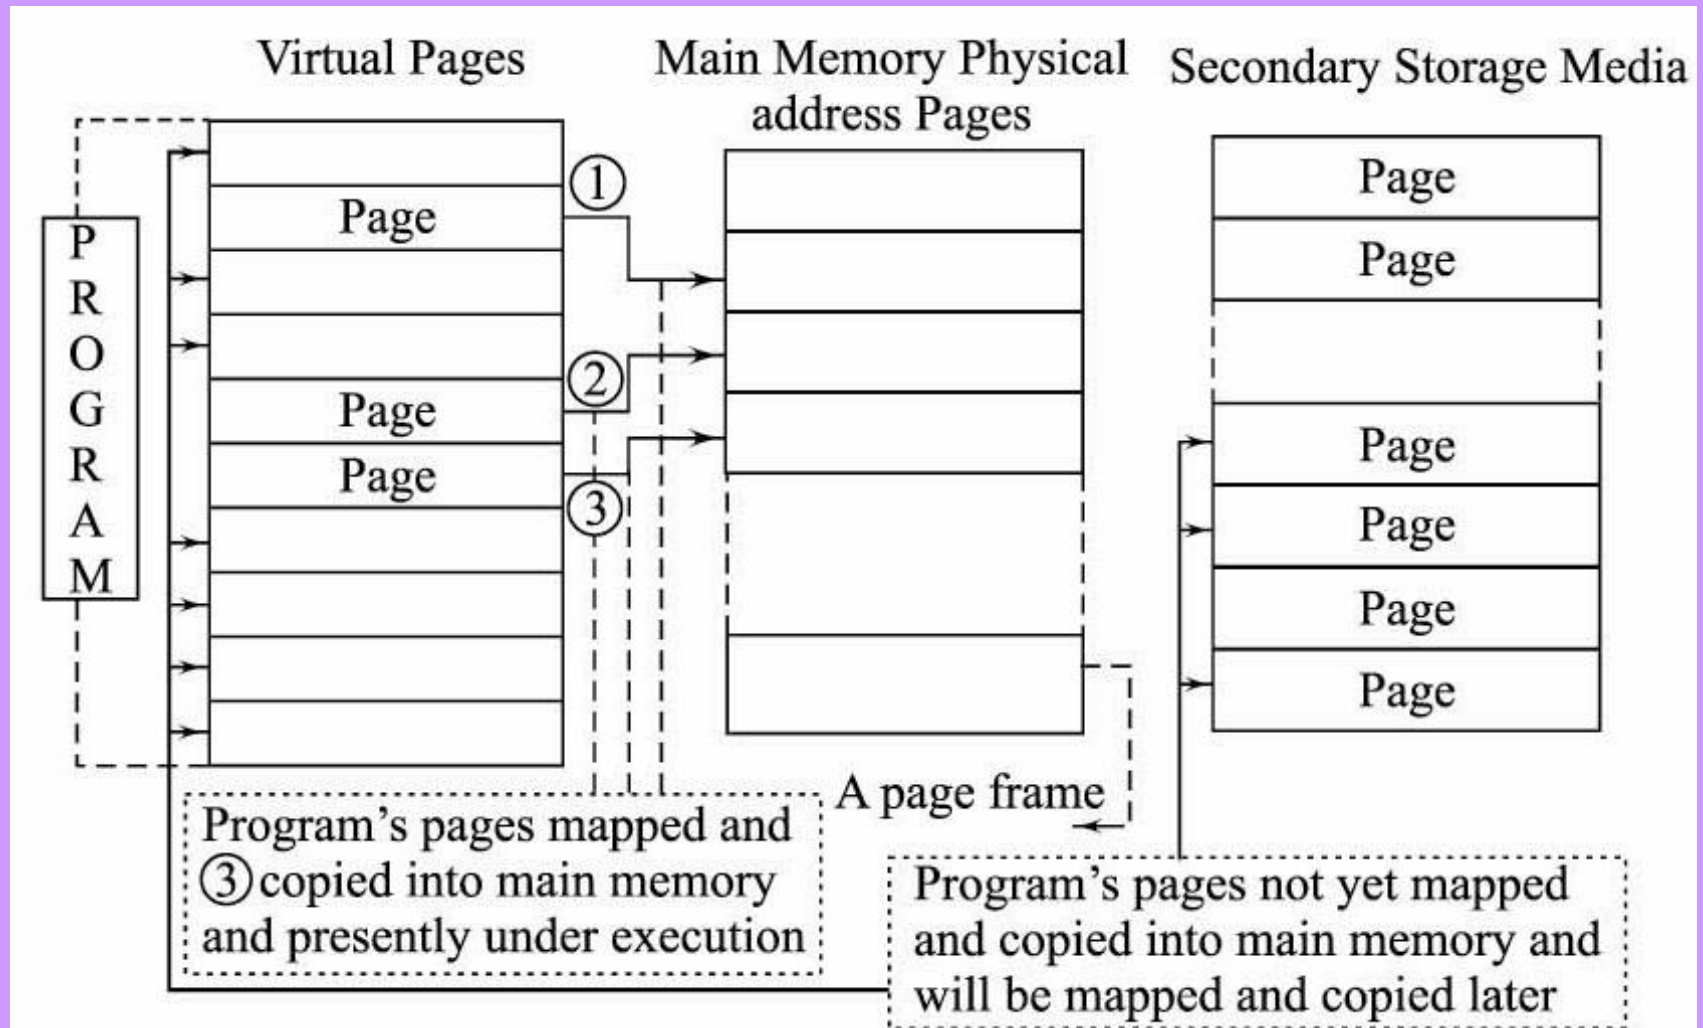 Virtual Pages
Main Memory Physical
address Pages
Secondary Storage Media
PROGRAM
Page
Page
Page
1
2
3
Page
Page
Page
Page
Page
Page
A page frame
Program's pages mapped and
3 copied into main memory
and presently under execution
Program's pages not yet mapped
and copied into main memory and
will be mapped and copied later